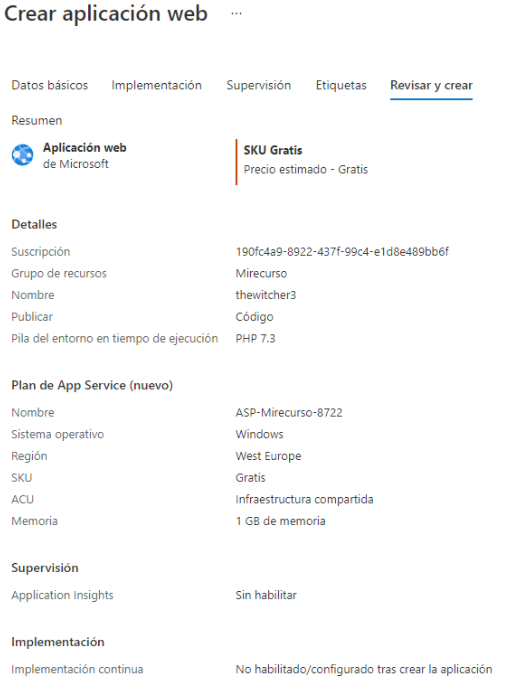 Crear aplicación web ...
Datos básicos Implementación Supervisión Etiquetas Revisar y crear
Resumen
Aplicación web
de Microsoft
SKU Gratis
Precio estimado - Gratis
Detalles
Suscripción 190fc4a9-8922-437f-99c4-e1d8e489bb6f
Grupo de recursos Mirecurso
Nombre thewitcher3
Publicar Código
Pila del entorno en tiempo de ejecución PHP 7.3
Plan de App Service (nuevo)
Nombre ASP-Mirecurso-8722
Sistema operativo Windows
Región West Europe
SKU Gratis
ACU Infraestructura compartida
Memoria 1 GB de memoria
Supervisión
Application Insights Sin habilitar
Implementación
Implementación continua No habilitado/configurado tras crear la aplicación